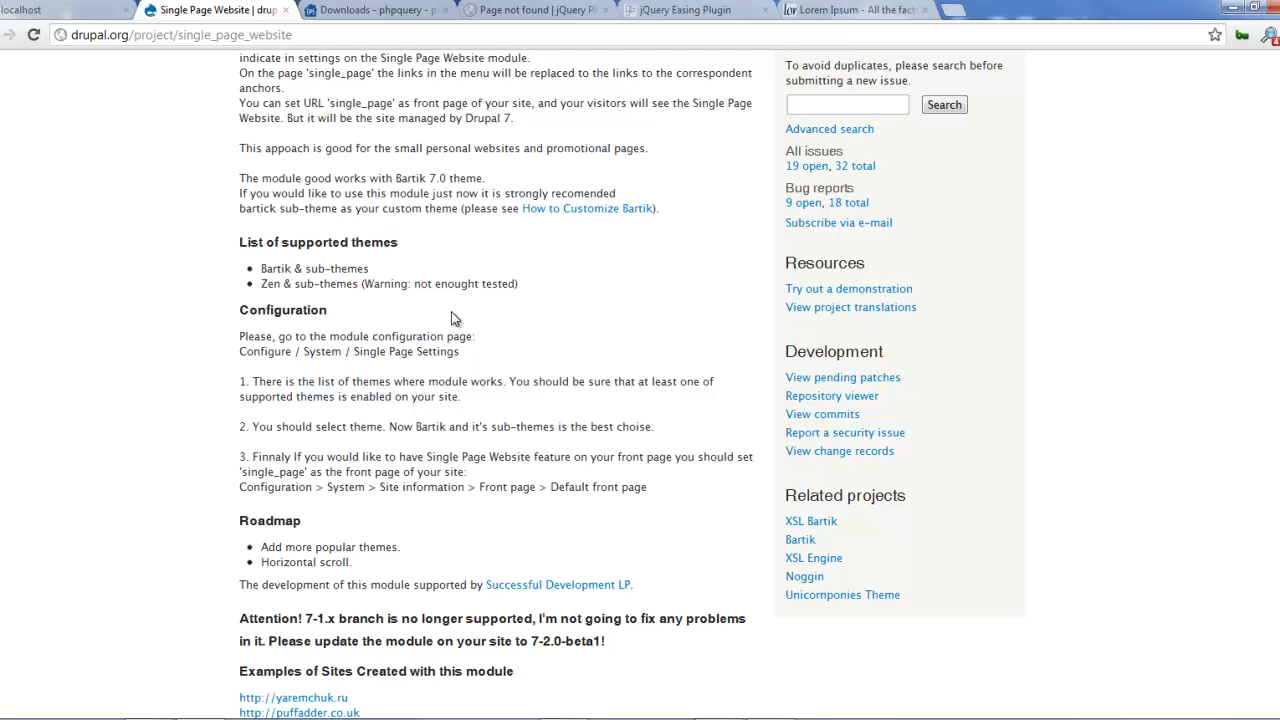 localhost
Single Page Website | drup
Downloads - phpquery - p
Page not found | jQuery Pl
jQuery Easing Plugin
Lorem Ipsum - All the fact
drupal.org/project/single_page_website
indicate in settings on the Single Page Website module.
On the page 'single_page' the links in the menu will be replaced to the links to the correspondent
anchors.
You can set URL 'single_page' as front page of your site, and your visitors will see the Single Page
Website. But it will be the site managed by Drupal 7.
This appoach is good for the small personal websites and promotional pages.
The module good works with Bartik 7.0 theme.
If you would like to use this module just now it is strongly recomended
bartick sub-theme as your custom theme (please see How to Customize Bartik).
List of supported themes
• Bartik & sub-themes
• Zen & sub-themes (Warning: not enought tested)
Configuration
Please, go to the module configuration page:
Configure / System / Single Page Settings
1. There is the list of themes where module works. You should be sure that at least one of
supported themes is enabled on your site.
2. You should select theme. Now Bartik and it's sub-themes is the best choise.
3. Finnaly If you would like to have Single Page Website feature on your front page you should set
'single_page' as the front page of your site:
Configuration > System > Site information > Front page > Default front page
Roadmap
• Add more popular themes.
• Horizontal scroll.
The development of this module supported by Successful Development LP.
Attention! 7-1.x branch is no longer supported, I'm not going to fix any problems
in it. Please update the module on your site to 7-2.0-beta1!
Examples of Sites Created with this module
http://yaremchuk.ru
http://puffadder.co.uk
To avoid duplicates, please search before
submitting a new issue.
Search
Advanced search
All issues
19 open, 32 total
Bug reports
9 open, 18 total
Subscribe via e-mail
Resources
Try out a demonstration
View project translations
Development
View pending patches
Repository viewer
View commits
Report a security issue
View change records
Related projects
XSL Bartik
Bartik
XSL Engine
Noggin
Unicornponies Theme